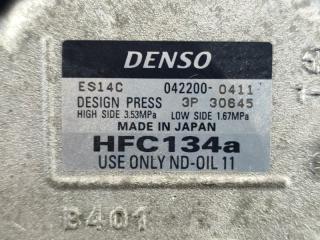 DENSO
ES14C 042200-0411
DESIGN PRESS 3P 30645
HIGH SIDE 3.53MPa LOW SIDE 1.67MPa
MADE IN JAPAN
HFC134a
USE ONLY ND-OIL 11
B401